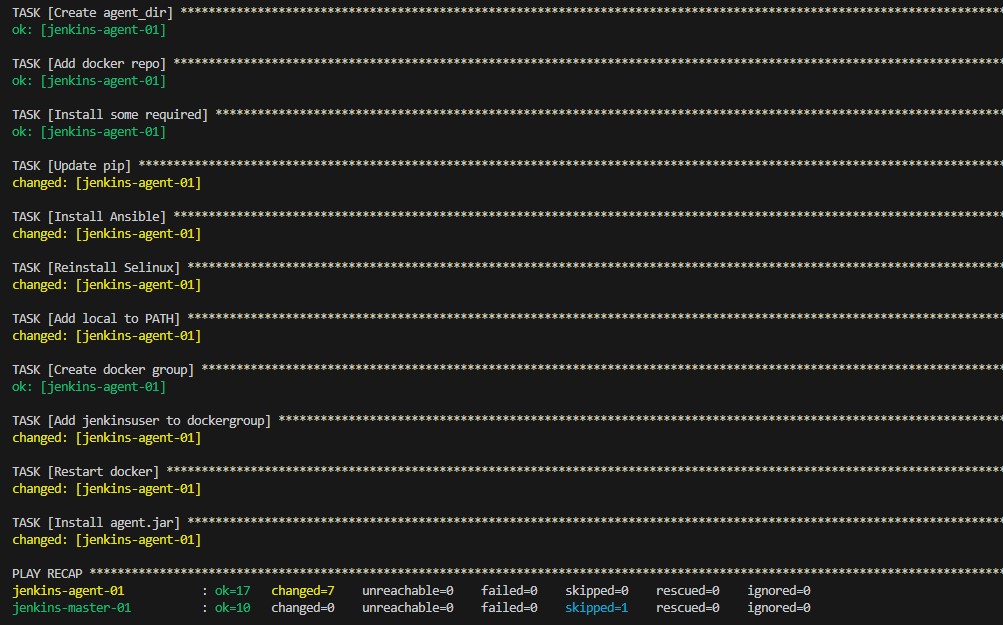 TASK [Create agent_dir] **********************************************************************************************************************
ok: [jenkins-agent-01]
TASK [Add docker repo] ***********************************************************************************************************************
ok: [jenkins-agent-01]
TASK [Install some required] *****************************************************************************************************************
ok: [jenkins-agent-01]
TASK [Update pip] ****************************************************************************************************************************
changed: [jenkins-agent-01]
TASK [Install Ansible] ***********************************************************************************************************************
changed: [jenkins-agent-01]
TASK [Reinstall Selinux] *********************************************************************************************************************
changed: [jenkins-agent-01]
TASK [Add local to PATH] *********************************************************************************************************************
changed: [jenkins-agent-01]
TASK [Create docker group] *******************************************************************************************************************
ok: [jenkins-agent-01]
TASK [Add jenkinsuser to dockergroup] ********************************************************************************************************
changed: [jenkins-agent-01]
TASK [Restart docker] ************************************************************************************************************************
changed: [jenkins-agent-01]
TASK [Install agent.jar] *********************************************************************************************************************
changed: [jenkins-agent-01]
PLAY RECAP ***********************************************************************************************************************************
jenkins-agent-01 : ok=17 changed=7 unreachable=0 failed=0 skipped=0 rescued=0 ignored=0
jenkins-master-01 : ok=10 changed=0 unreachable=0 failed=0 skipped=1 rescued=0 ignored=0